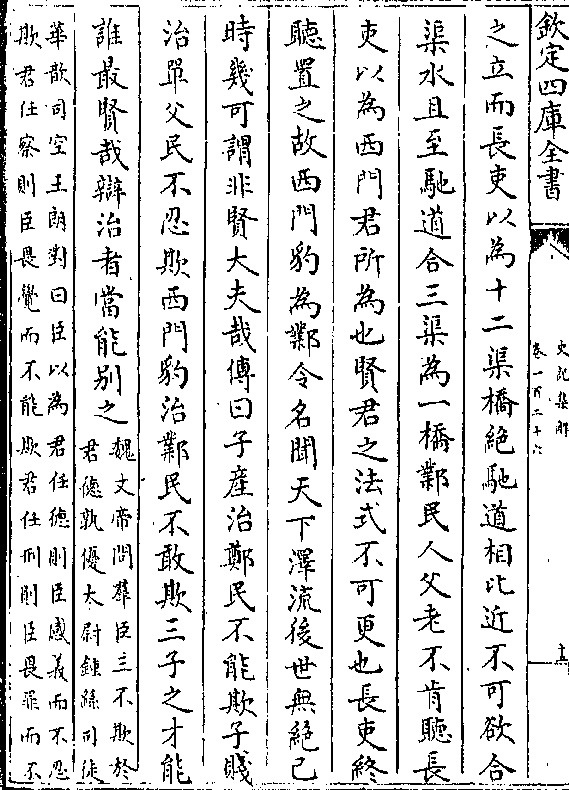 欽定四庫全書
史記集解
卷一百二十六
之立而長吏以為十二渠橋絶馳道相比近不可欲合
渠水且至馳道合三渠為一橋鄴民人父老不肯聽長
吏以為西門君所為也賢君之法式不可更也長吏終
聽置之故西門豹為鄴令名聞天下澤流後世無絶已
時幾可謂非賢大夫哉傳曰子産治鄭民不能欺子賤
治單父民不忍欺西門豹治鄴民不敢欺三子之才能
誰最賢哉辯治者當能别之
魏文帝問羣臣三不欺於
君德孰優太尉鍾繇司徒
華歆司空王朗對曰臣以為君任德則臣感義而不忍
欺君任察則臣畏覺而不能欺君任刑則臣畏罪而不